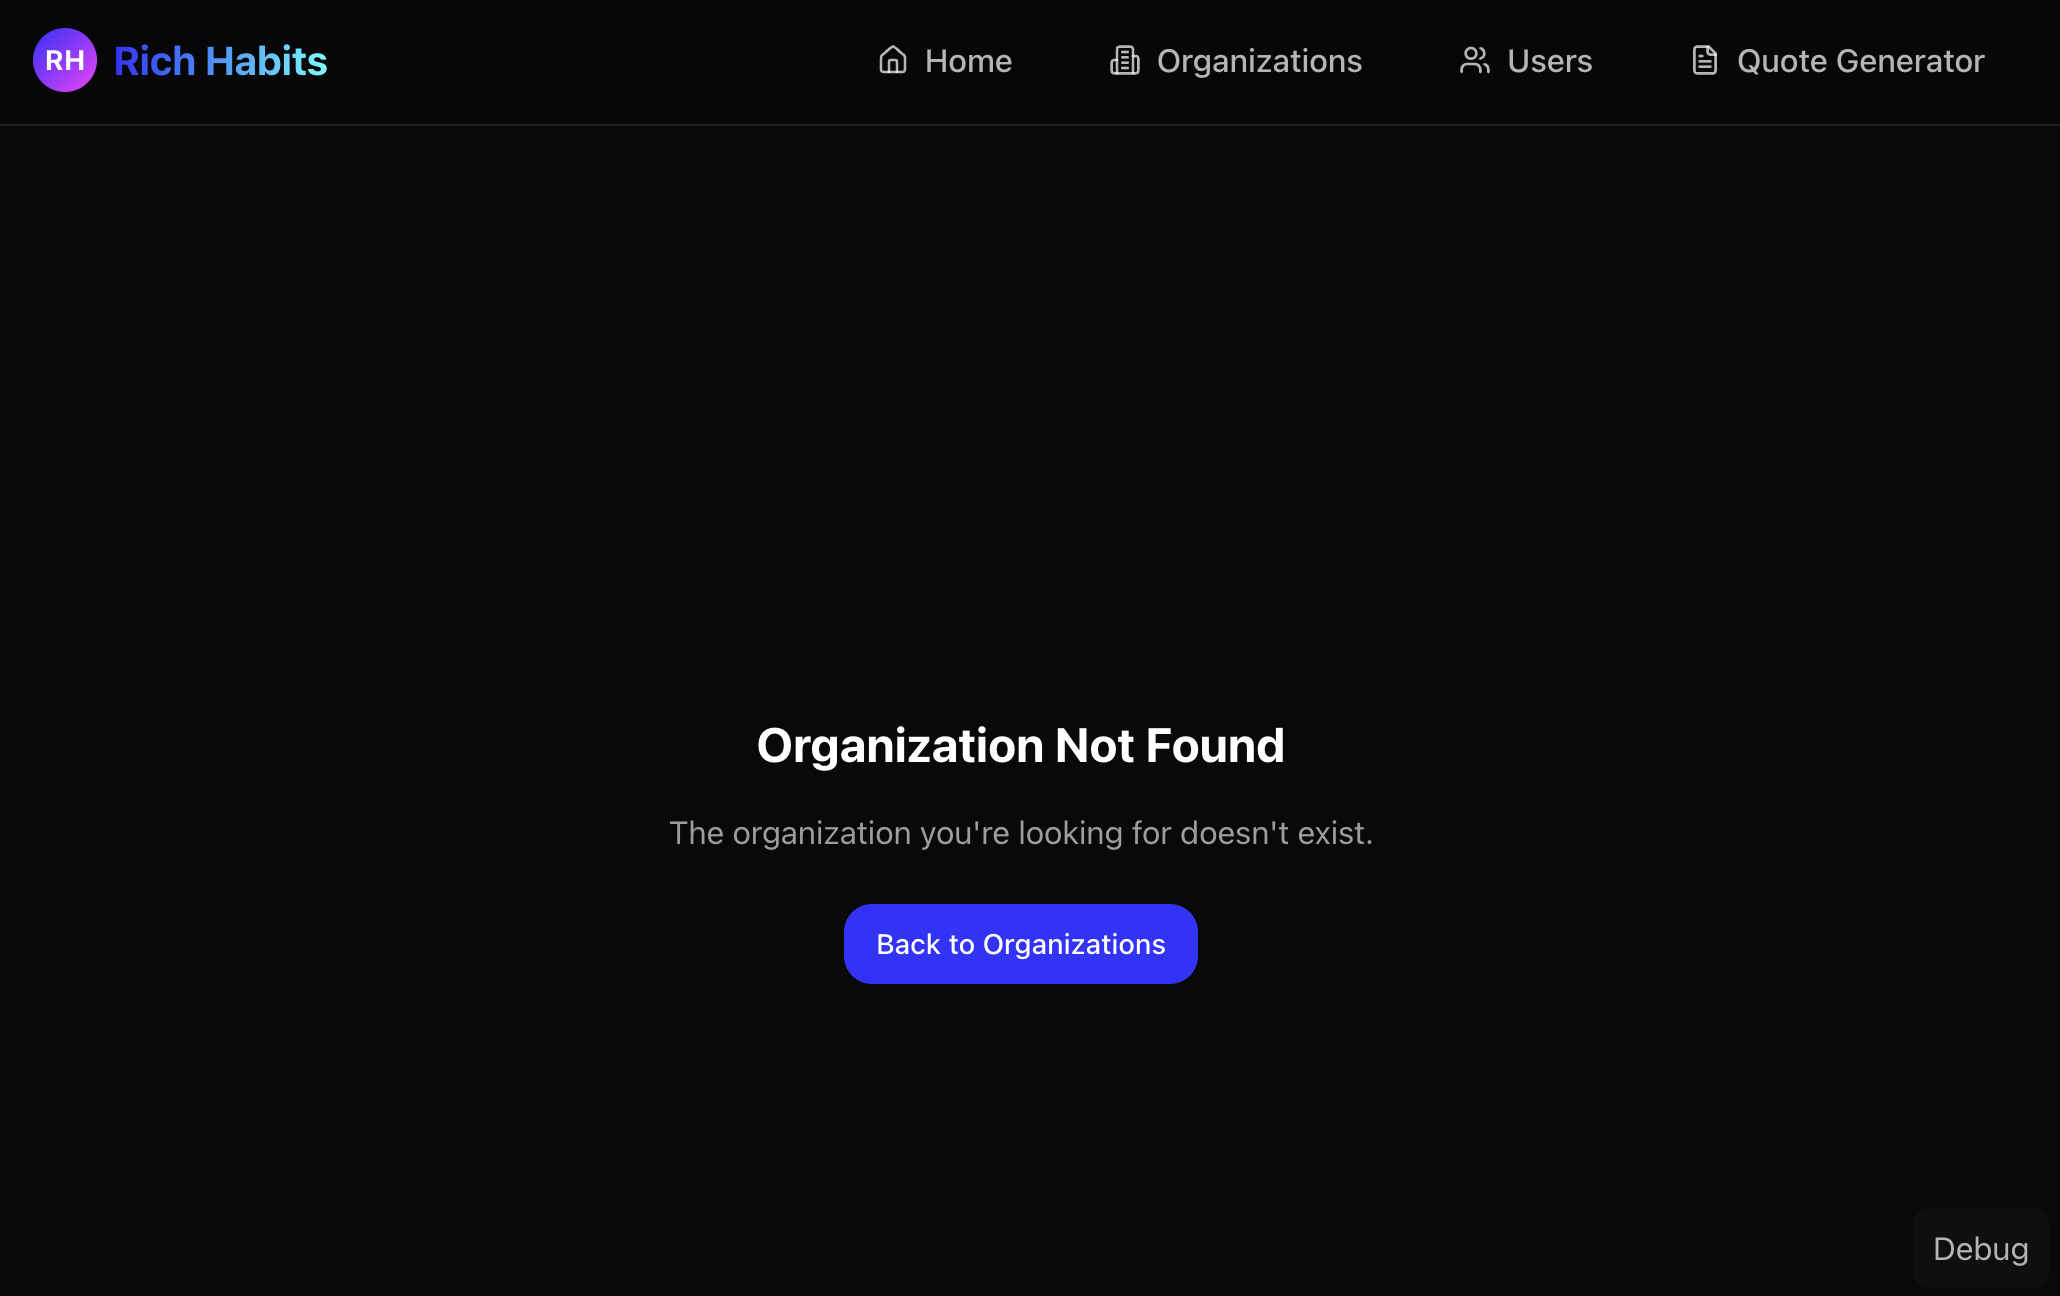 RH Rich Habits
Home Organizations Users Quote Generator
Organization Not Found
The organization you're looking for doesn't exist.
Back to Organizations
Debug